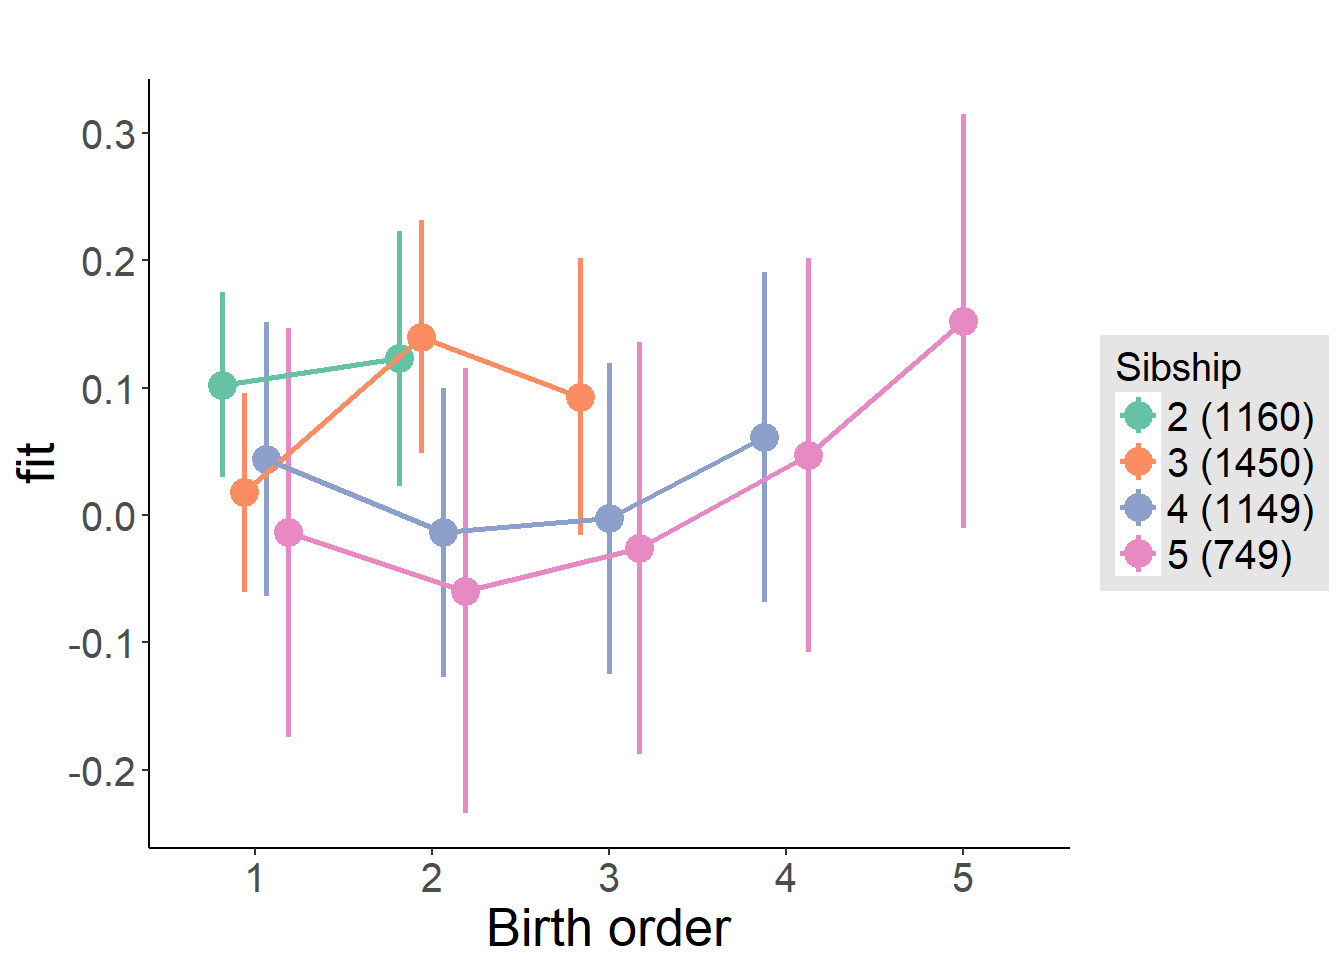 0.3
0.2
0.1
0.0
-0.1
-0.2
fit
1 2 3 4 5
Birth order
Sibship
2 (1160)
3 (1450)
4 (1149)
5 (749)